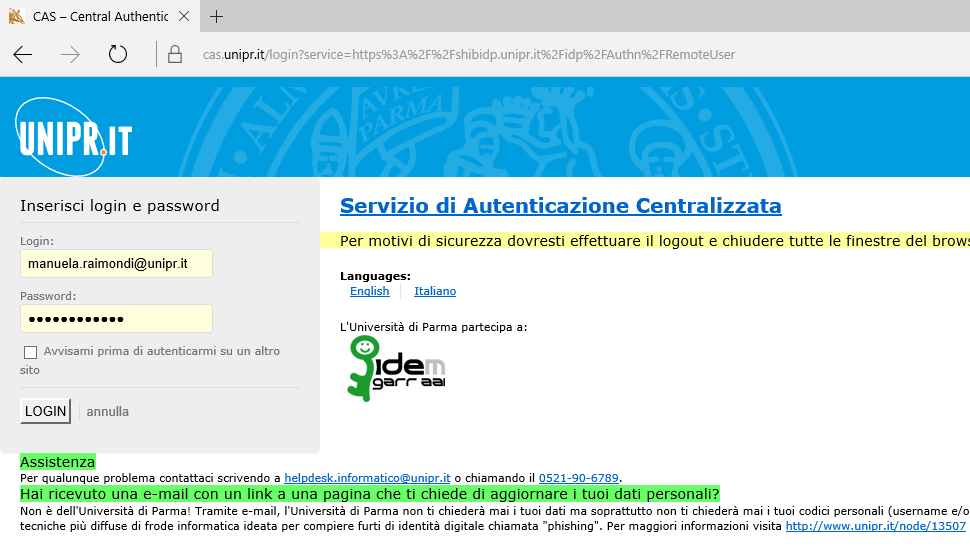 CAS – Central Authentic
cas.unipr.it/login?service=https%3A%2F%2Fshibidp.unipr.it%2Fidp%2FAuthn%2FRemoteUser
UNIPR.IT
PARMA
Inserisci login e password
Login:
manuela.raimondi@unipr.it
Password:
••••••••••••
Avvisami prima di autenticarmi su un altro
sito
LOGIN annulla
Servizio di Autenticazione Centralizzata
Per motivi di sicurezza dovresti effettuare il logout e chiudere tutte le finestre del brows
Languages:
English Italiano
L'Università di Parma partecipa a:
idem
garr aai
Assistenza
Per qualunque problema contattaci scrivendo a helpdesk.informatico@unipr.it o chiamando il 0521-90-6789.
Hai ricevuto una e-mail con un link a una pagina che ti chiede di aggiornare i tuoi dati personali?
Non è dell'Università di Parma! Tramite e-mail, l'Università di Parma non ti chiederà mai i tuoi dati ma soprattutto non ti chiederà mai i tuoi codici personali (username e/o
tecniche più diffuse di frode informatica ideata per compiere furti di identità digitale chiamata "phishing". Per maggiori informazioni visita http://www.unipr.it/node/13507